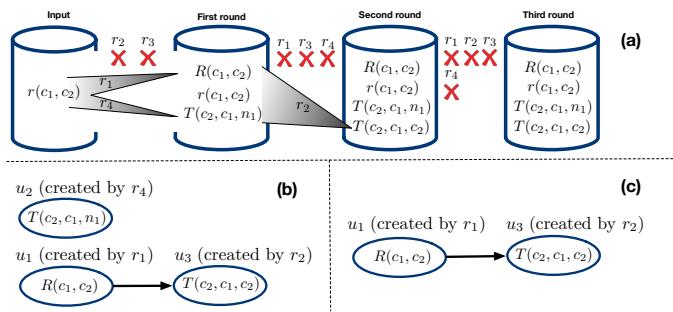 Input
First round
Second round
Third round
(a)
r₂ r₃
r₁ r₃ r₄
r₁ r₂ r₃
r₄
r(c₁, c₂)
r₁
r₄
R(c₁, c₂)
r(c₁, c₂)
T(c₂, c₁, n₁)
r₂
R(c₁, c₂)
r(c₁, c₂)
T(c₂, c₁, n₁)
T(c₂, c₁, c₂)
R(c₁, c₂)
r(c₁, c₂)
T(c₂, c₁, n₁)
T(c₂, c₁, c₂)
(b)
u₂ (created by r₄)
T(c₂, c₁, n₁)
u₁ (created by r₁)
u₃ (created by r₂)
R(c₁, c₂)
T(c₂, c₁, c₂)
(c)
u₁ (created by r₁)
u₃ (created by r₂)
R(c₁, c₂)
T(c₂, c₁, c₂)